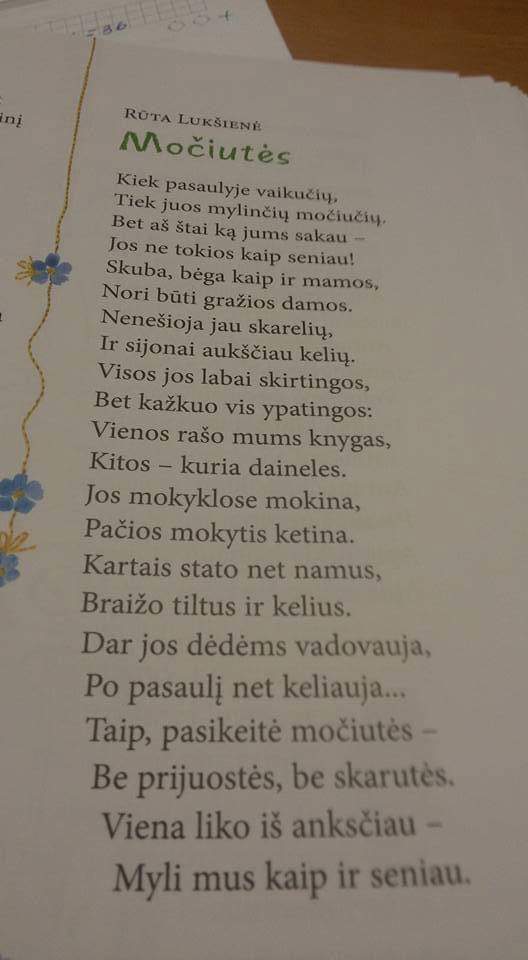 =36
inį
RŪTA LUKŠIENĖ
Močiutės
Kiek pasaulyje vaikučių,
Tiek juos mylinčių močiučių.
Bet aš štai ką jums sakau –
Jos ne tokios kaip seniau!
Skuba, bėga kaip ir mamos,
Nori būti gražios damos.
Nenešioja jau skarelių,
Ir sijonai aukščiau kelių.
Visos jos labai skirtingos,
Bet kažkuo vis ypatingos:
Vienos rašo mums knygas,
Kitos – kuria daineles.
Jos mokyklose mokina,
Pačios mokytis ketina.
Kartais stato net namus,
Braižo tiltus ir kelius.
Dar jos dėdėms vadovauja,
Po pasaulį net keliauja...
Taip, pasikeitė močiutės –
Be prijuostės, be skarutės.
Viena liko iš anksčiau –
Myli mus kaip ir seniau.